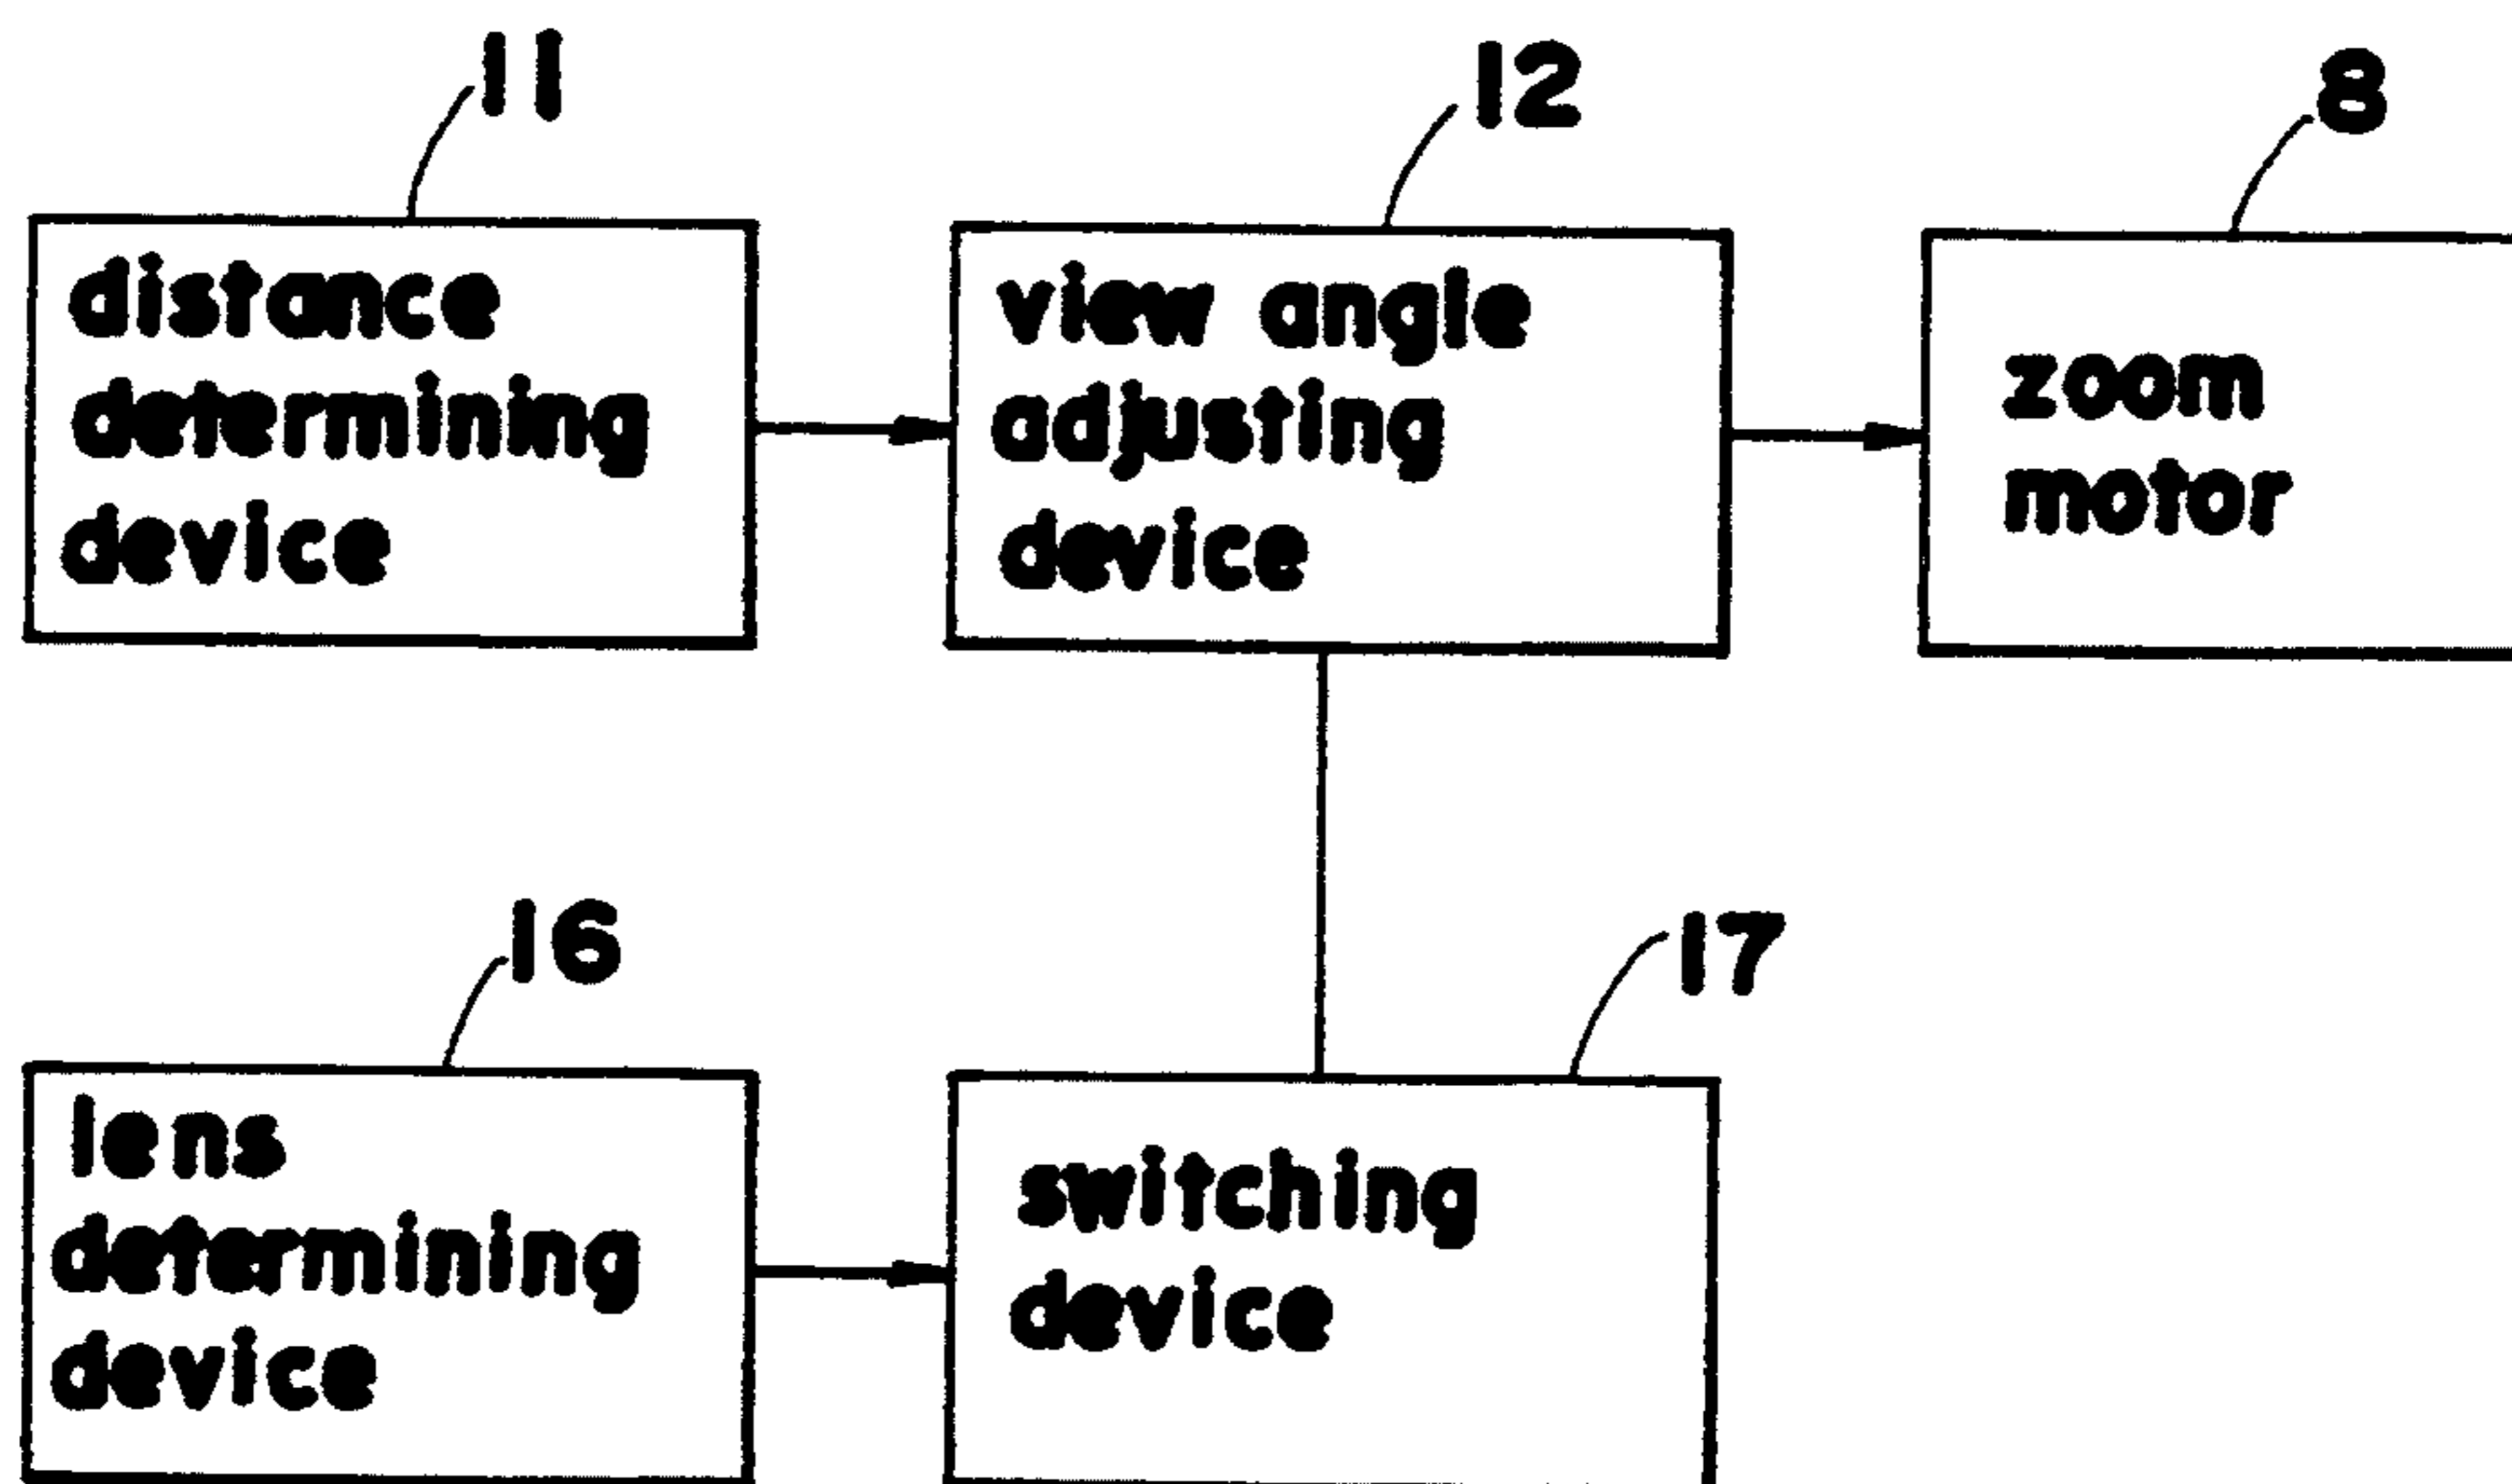 11
12
8
distance
determining
device
view angle
adjusting
device
zoom
motor
16
17
lens
determining
device
switching
device